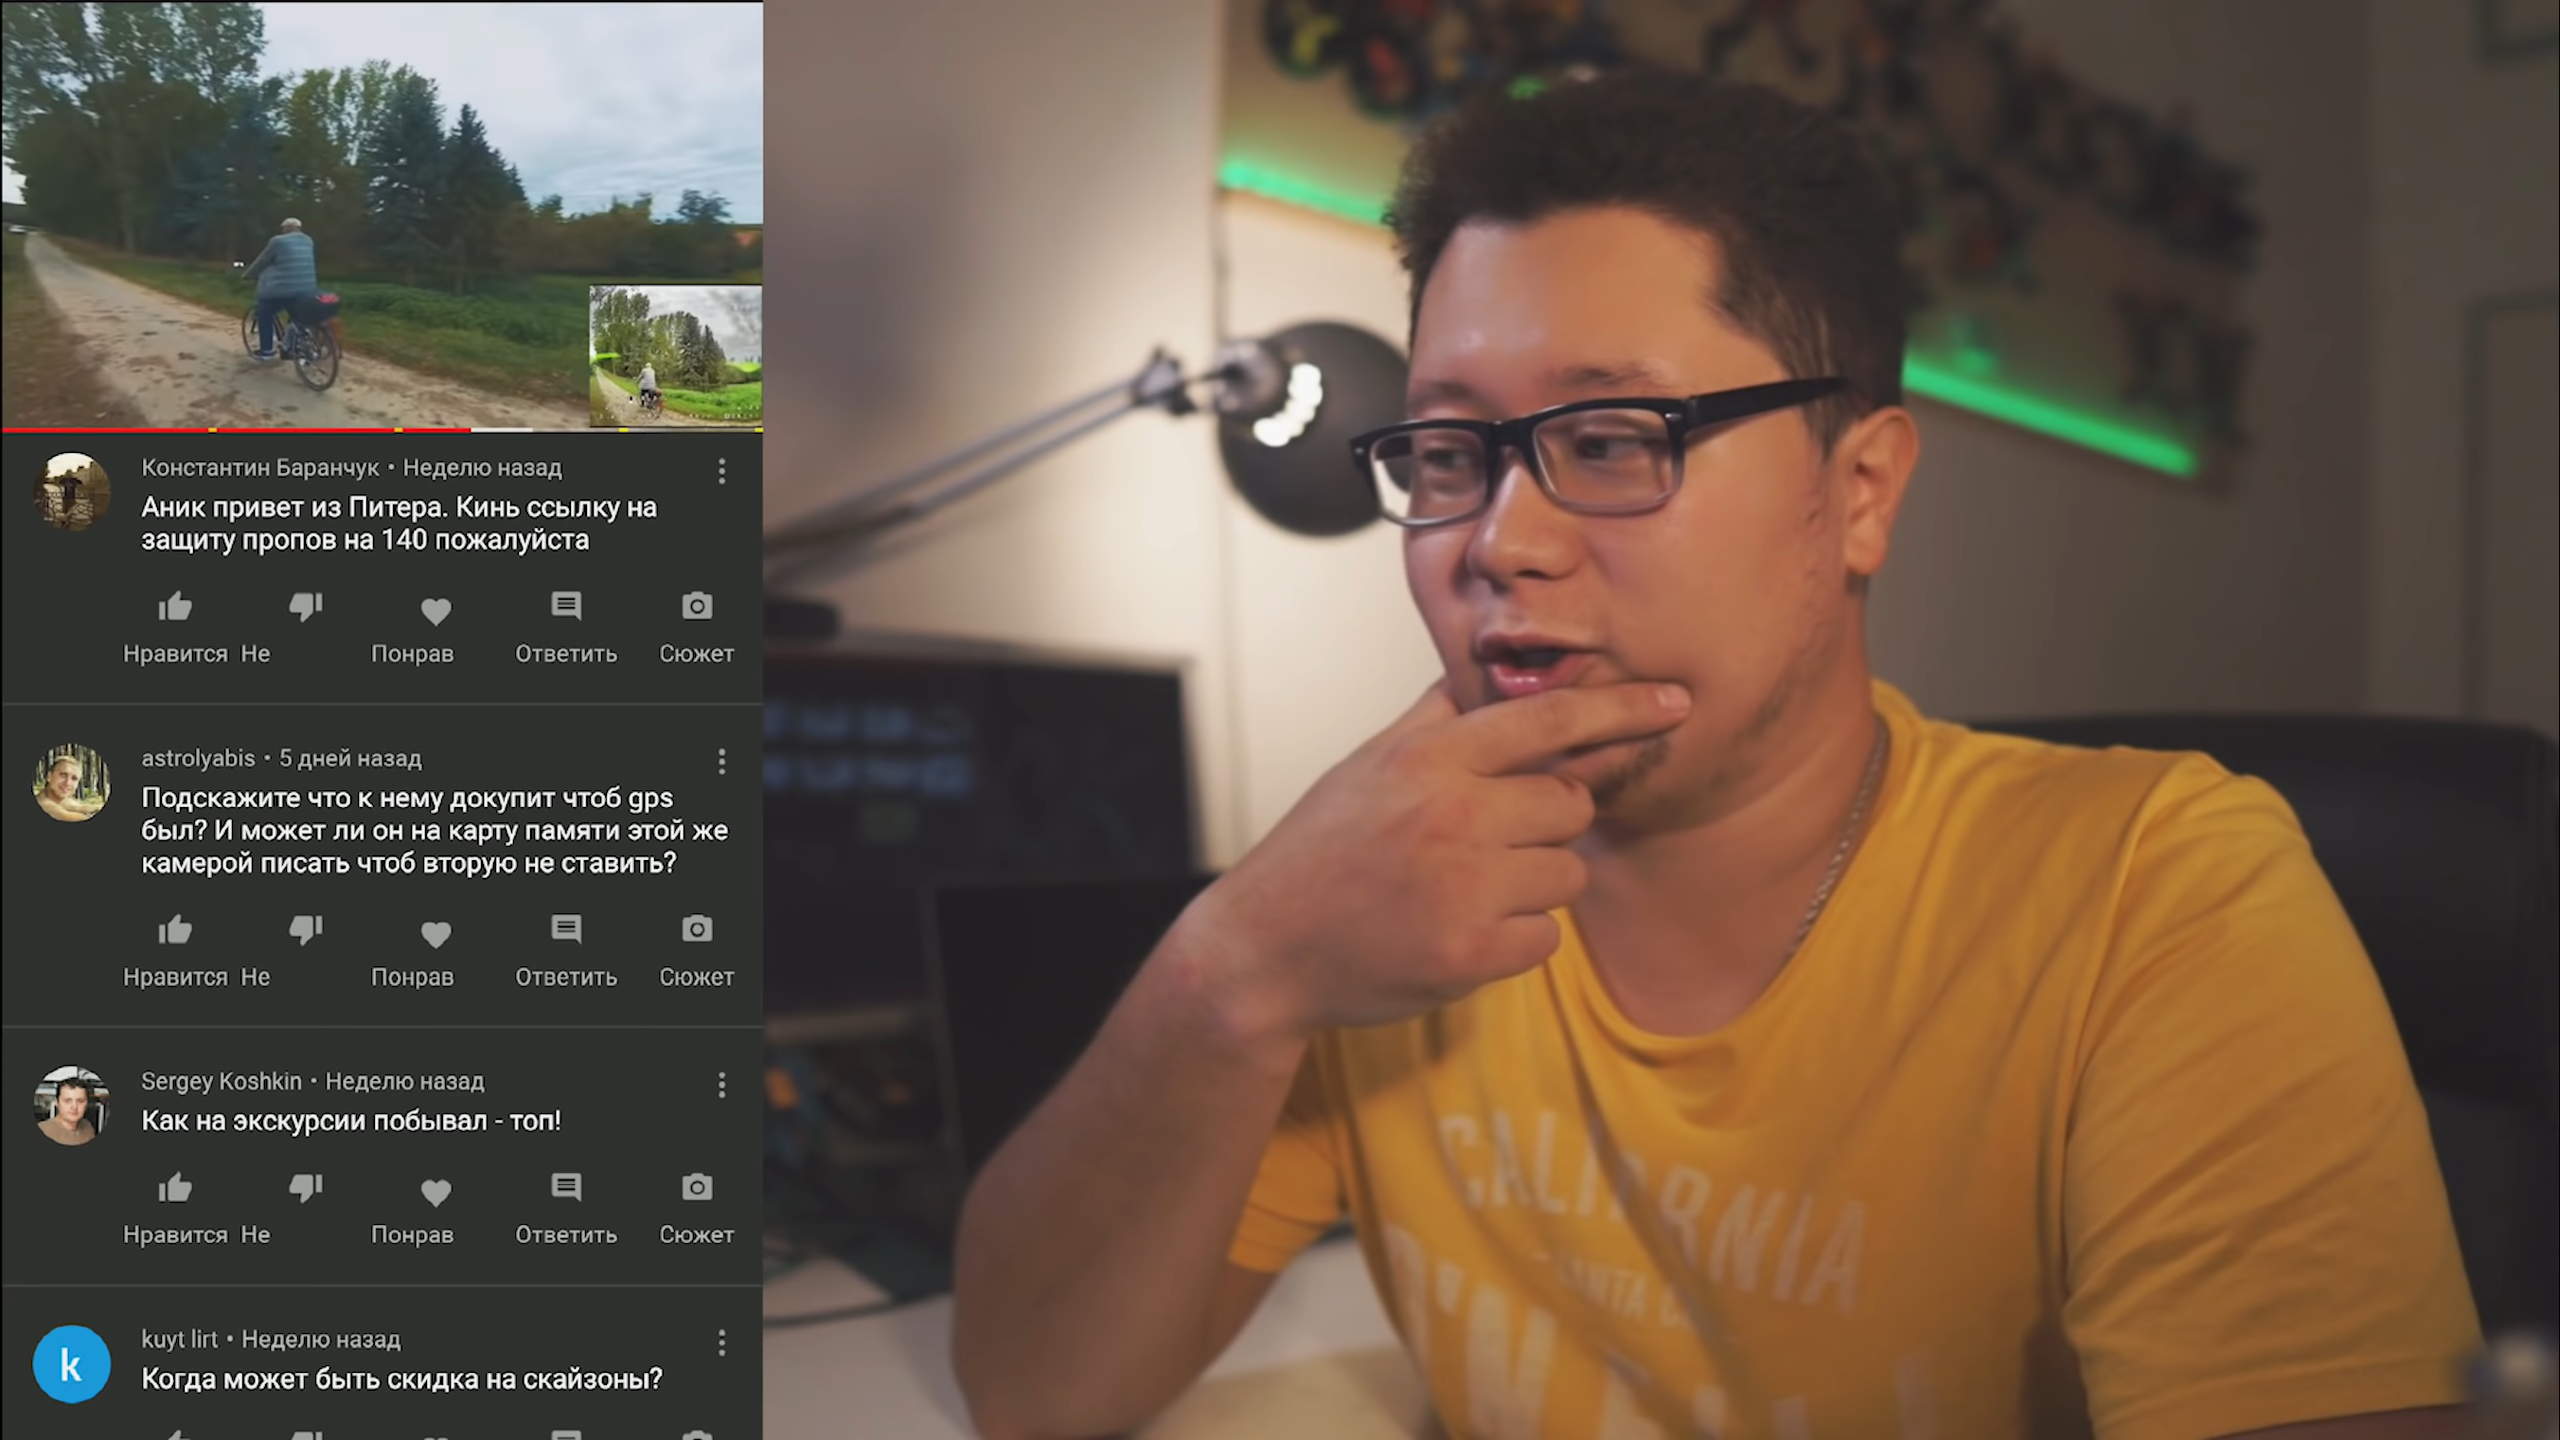 Константин Баранчук • Неделю назад
Аник привет из Питера. Кинь ссылку на
защиту пропов на 140 пожалуйста
Нравится Не Понрав Ответить Сюжет
astrolyabis • 5 дней назад
Подскажите что к нему докупит чтоб gps
был? И может ли он на карту памяти этой же
камерой писать чтоб вторую не ставить?
Нравится Не Понрав Ответить Сюжет
Sergey Koshkin • Неделю назад
Как на экскурсии побывал - топ!
Нравится Не Понрав Ответить Сюжет
k
kuyt lirt • Неделю назад
Когда может быть скидка на скайзоны?
CALIFORNIA